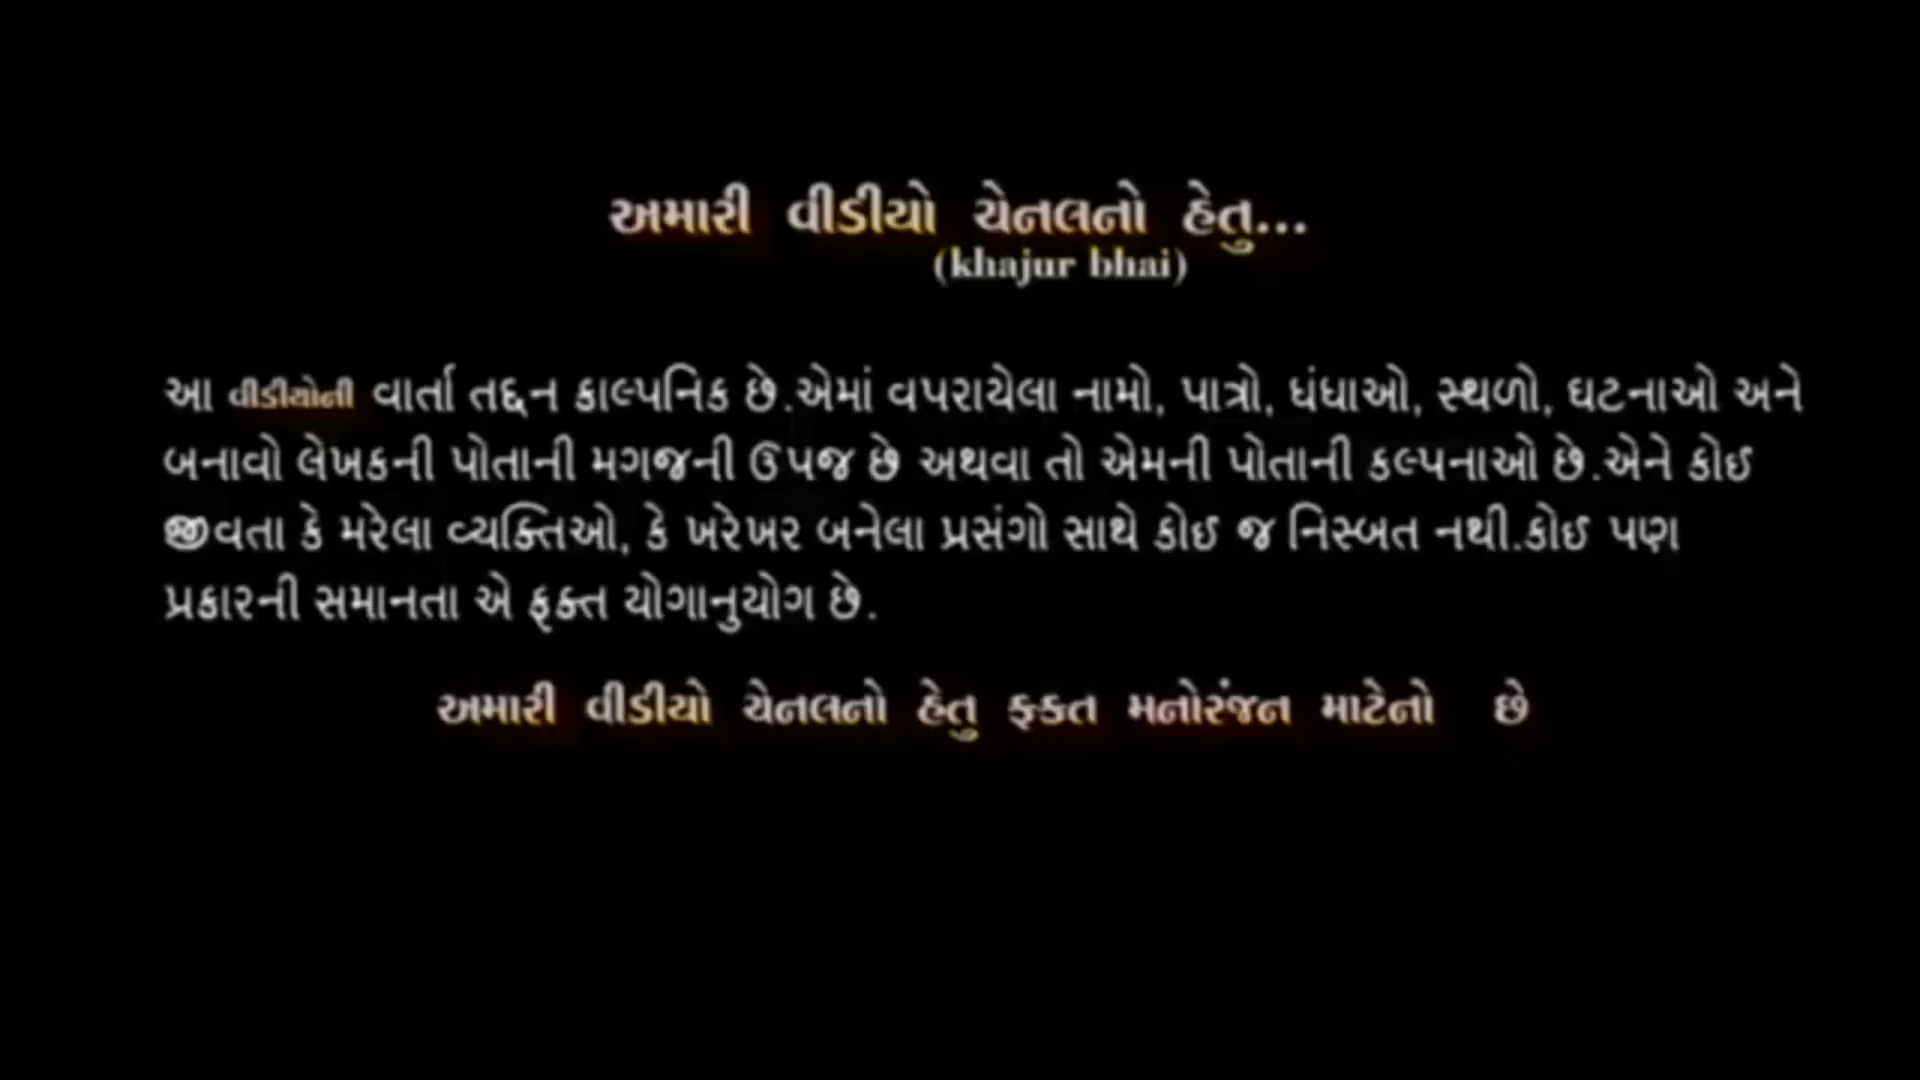 અમારી વીડીયો ચેનલનો હેતુ...
(khajur bhai)
આ વીડીયોની વાર્તા તદ્દન કાલ્પનિક છે.એમાં વપરાયેલા નામો, પાત્રો, ધંધાઓ, સ્થળો, ઘટનાઓ અને
બનાવો લેખકની પોતાની મગજની ઉપજ છે અથવા તો એમની પોતાની કલ્પનાઓ છે.એને કોઈ
જીવતા કે મરેલા વ્યક્તિઓ, કે ખરેખર બનેલા પ્રસંગો સાથે કોઈ જ નિસ્બત નથી.કોઈ પણ
પ્રકારની સમાનતા એ ફક્ત યોગાનુયોગ છે.
અમારી વીડીયો ચેનલનો હેતુ ફકત મનોરંજન માટેનો છે